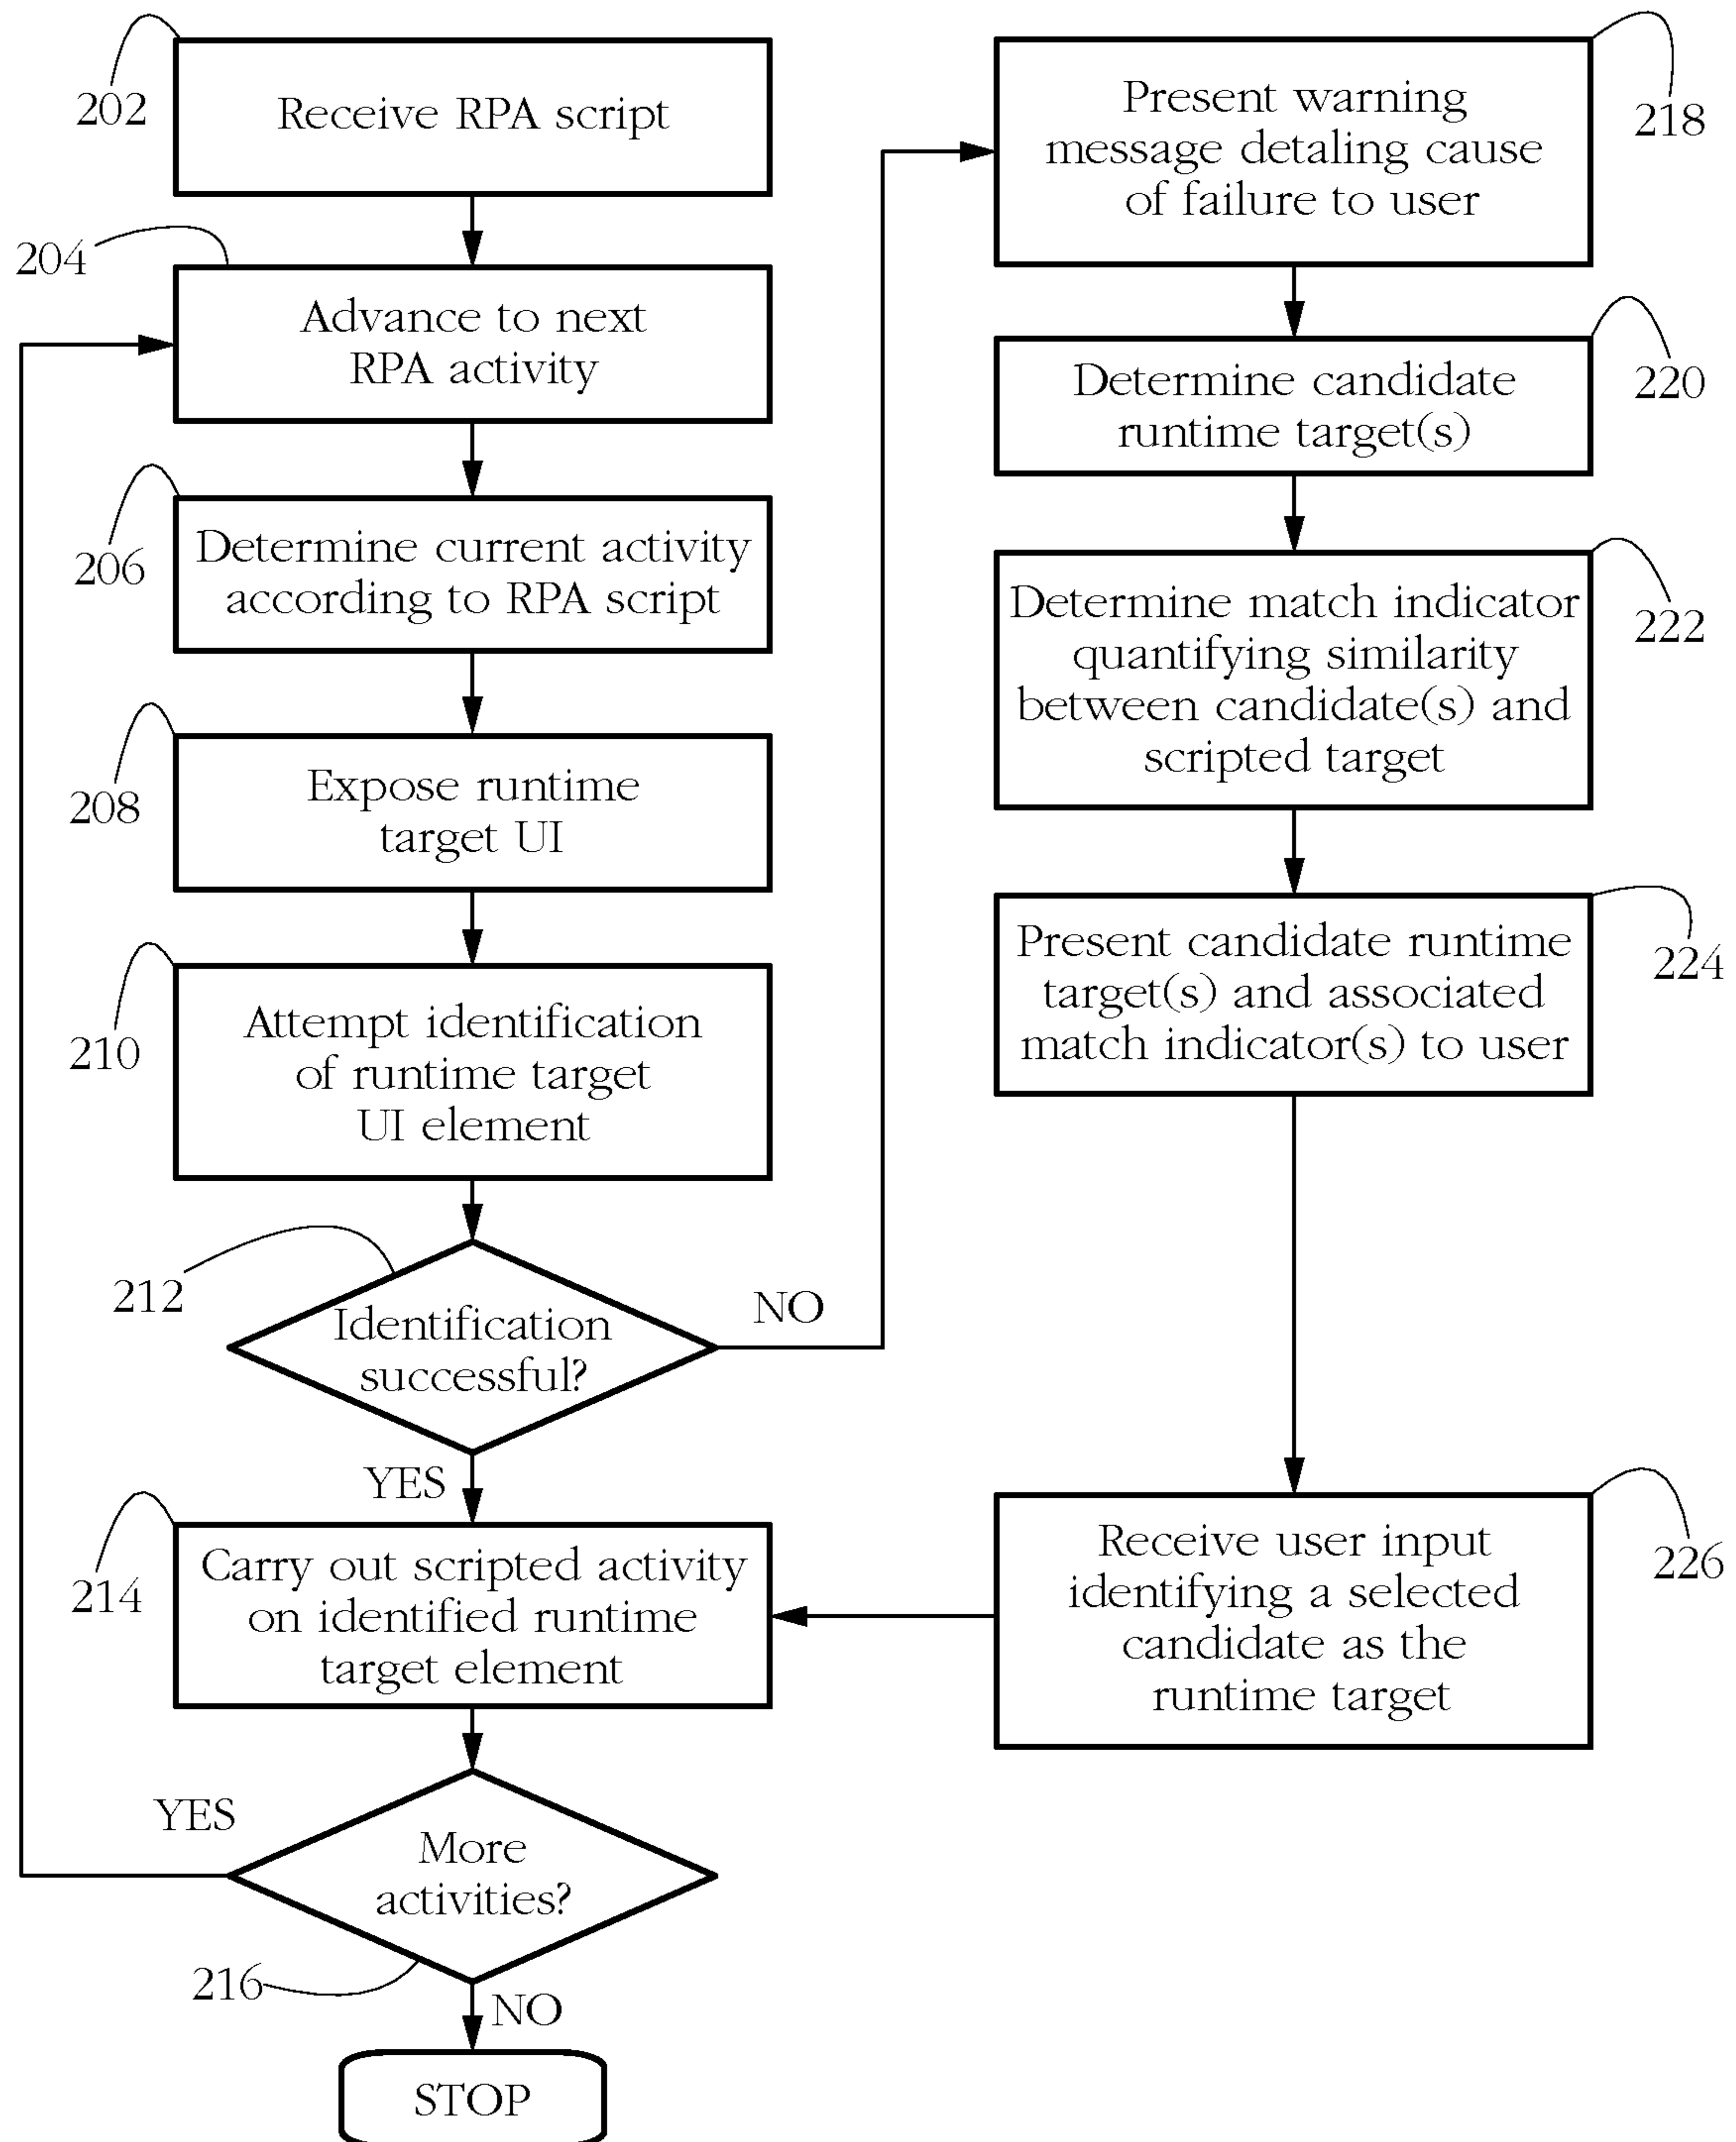 202
Receive RPA script
204
Advance to next
RPA activity
206
Determine current activity
according to RPA script
208
Expose runtime
target UI
210
Attempt identification
of runtime target
UI element
212
Identification
successful?
NO
YES
214
Carry out scripted activity
on identified runtime
target element
YES
More
activities?
216
NO
STOP
218
Present warning
message detaling cause
of failure to user
220
Determine candidate
runtime target(s)
222
Determine match indicator
quantifying similarity
between candidate(s) and
scripted target
224
Present candidate runtime
target(s) and associated
match indicator(s) to user
226
Receive user input
identifying a selected
candidate as the
runtime target